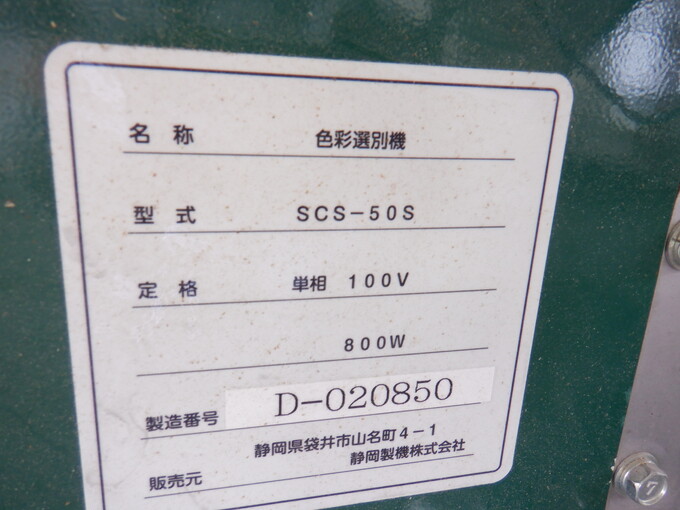 名称 色彩選別機
型式 SCS-50S
定格 単相 100V
800W
製造番号 D-020850
静岡県袋井市山名町4-1
販売元 静岡製機株式会社
7